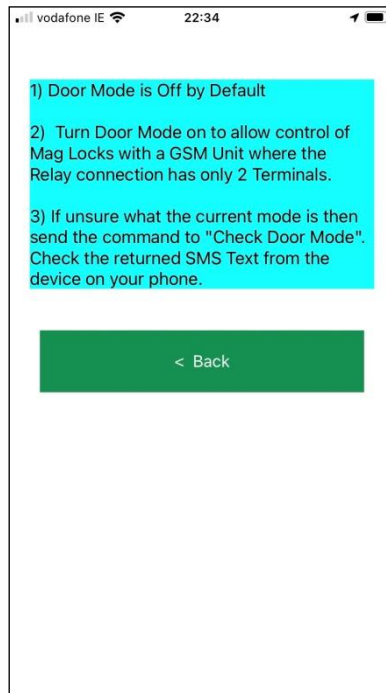 vodafone IE
22:34
1) Door Mode is Off by Default
2)  Turn Door Mode on to allow control of
Mag Locks with a GSM Unit where the
Relay connection has only 2 Terminals.
3) If unsure what the current mode is then
send the command to "Check Door Mode".
Check the returned SMS Text from the
device on your phone.
< Back